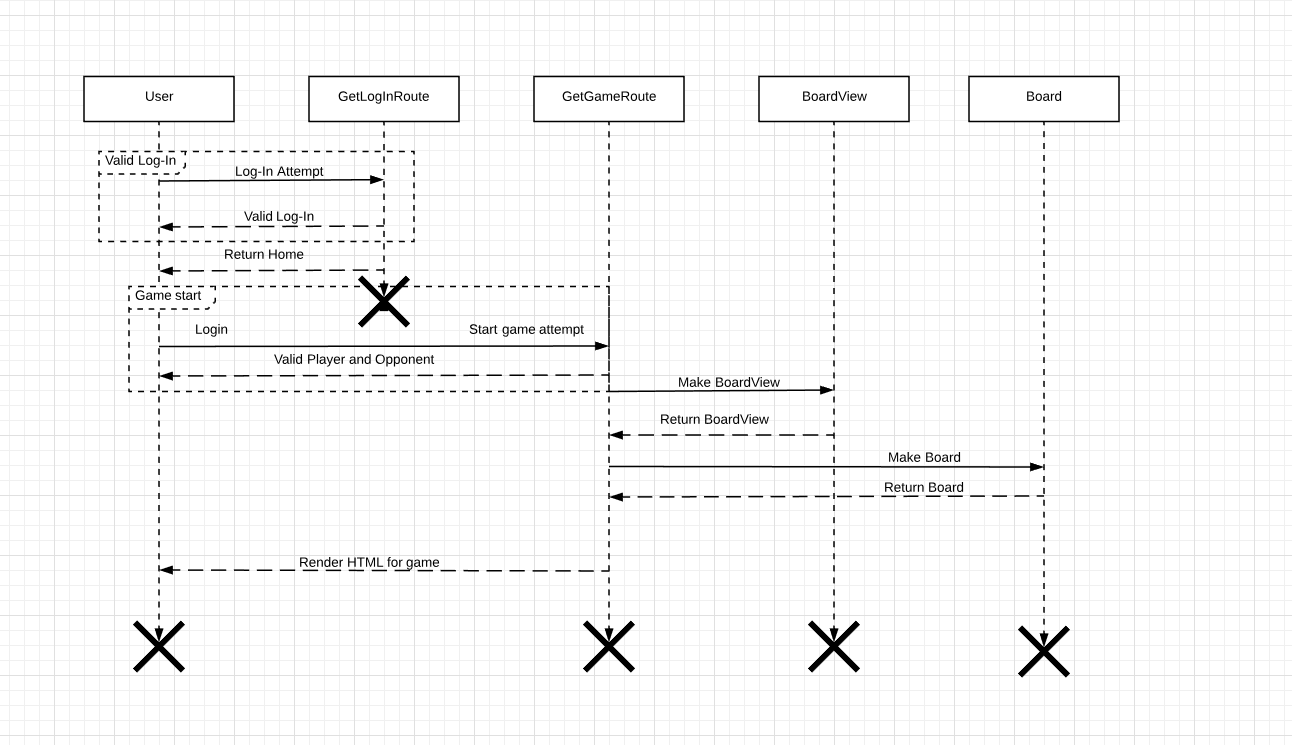 User
GetLogInRoute
GetGameRoute
BoardView
Board
Valid Log-In
Log-In Attempt
Valid Log-In
Return Home
Game start
Login
Start game attempt
Valid Player and Opponent
Make BoardView
Return BoardView
Make Board
Return Board
Render HTML for game